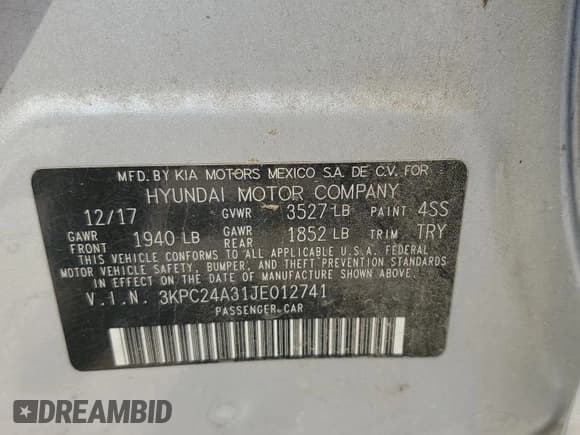 MFD. BY KIA MOTORS MEXICO S.A. DE C.V. FOR
HYUNDAI MOTOR COMPANY
12/17 GVWR 3527 LB PAINT 4SS
GAWR FRONT 1940 LB GAWR REAR 1852 LB TRIM TRY
THIS VEHICLE CONFORMS TO ALL APPLICABLE U.S.A. FEDERAL
MOTOR VEHICLE SAFETY, BUMPER, AND THEFT PREVENTION STANDARDS
IN EFFECT ON THE DATE OF MANUFACTURE SHOWN ABOVE.
V.I.N. 3KPC24A31JE012741
PASSENGER CAR
DREAMBID